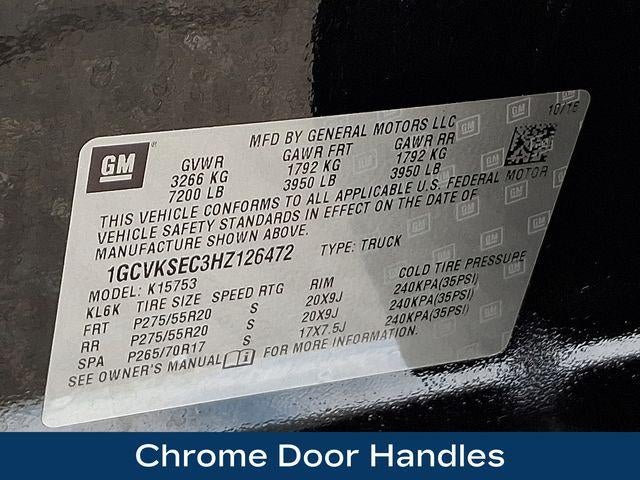 GM
MFD BY GENERAL MOTORS LLC 10/15
GVWR GAWR FRT GAWR RR
3266 KG 1792 KG 1792 KG
7200 LB 3950 LB 3950 LB
THIS VEHICLE CONFORMS TO ALL APPLICABLE U.S. FEDERAL MOTOR
VEHICLE SAFETY STANDARDS IN EFFECT ON THE DATE OF
MANUFACTURE SHOWN ABOVE.
1GCVKSEC3HZ126472 TYPE: TRUCK
MODEL: K15753
KL6K TIRE SIZE SPEED RTG RIM COLD TIRE PRESSURE
FRT P275/55R20 S 20X9J 240KPA(35PSI)
RR P275/55R20 S 20X9J 240KPA(35PSI)
SPA P265/70R17 S 17X7.5J 240KPA(35PSI)
SEE OWNER'S MANUAL FOR MORE INFORMATION.
Chrome Door Handles